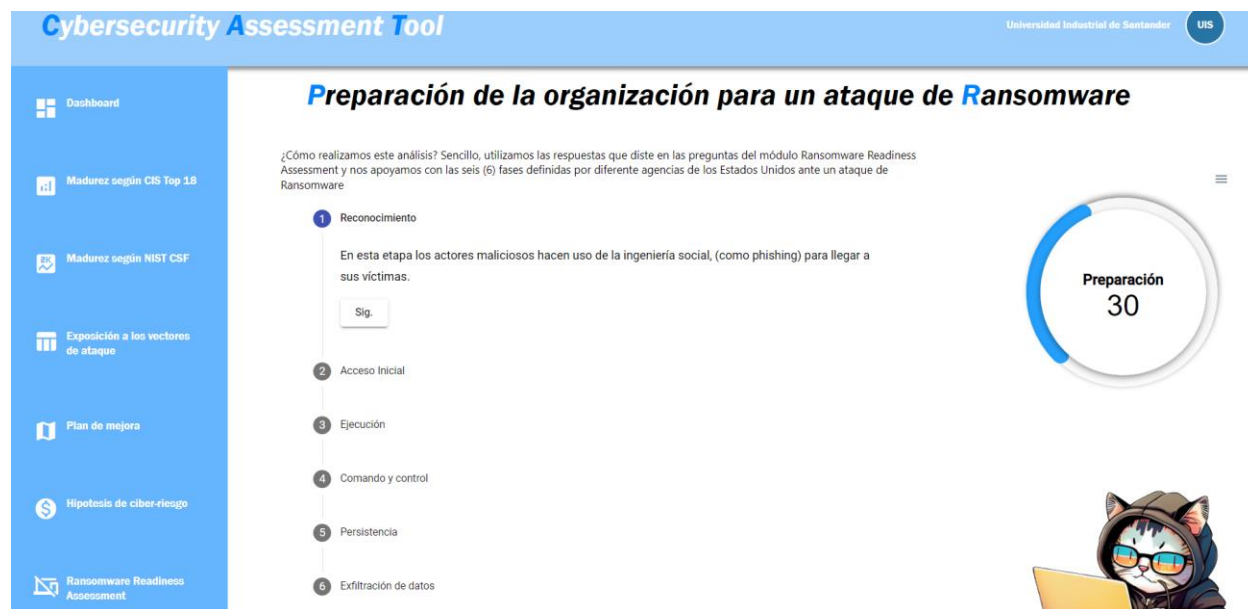 Cybersecurity Assessment Tool
Universidad Industrial de Santander
UIS
Dashboard
Madurez según CIS Top 18
Madurez según NIST CSF
Exposición a los vectores
de ataque
Plan de mejora
Hipotesis de ciber-riesgo
Ransomware Readiness
Assessment
Preparación de la organización para un ataque de Ransomware
¿Cómo realizamos este análisis? Sencillo, utilizamos las respuestas que diste en las preguntas del módulo Ransomware Readiness
Assessment y nos apoyamos con las seis (6) fases definidas por diferente agencias de los Estados Unidos ante un ataque de
Ransomware
1 Reconocimiento
En esta etapa los actores maliciosos hacen uso de la ingeniería social, (como phishing) para llegar a
sus víctimas.
Sig.
2 Acceso Inicial
3 Ejecución
4 Comando y control
5 Persistencia
6 Exfiltración de datos
Preparación
30